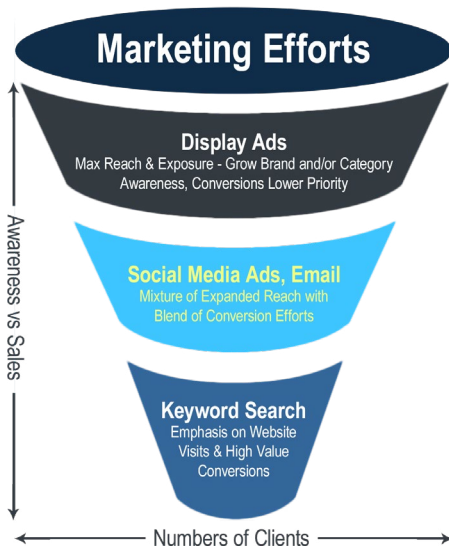 Marketing Efforts
Display Ads
Max Reach & Exposure - Grow Brand and/or Category
Awareness, Conversions Lower Priority
Social Media Ads, Email
Mixture of Expanded Reach with
Blend of Conversion Efforts
Keyword Search
Emphasis on Website
Visits & High Value
Conversions
Awareness vs Sales
Numbers of Clients